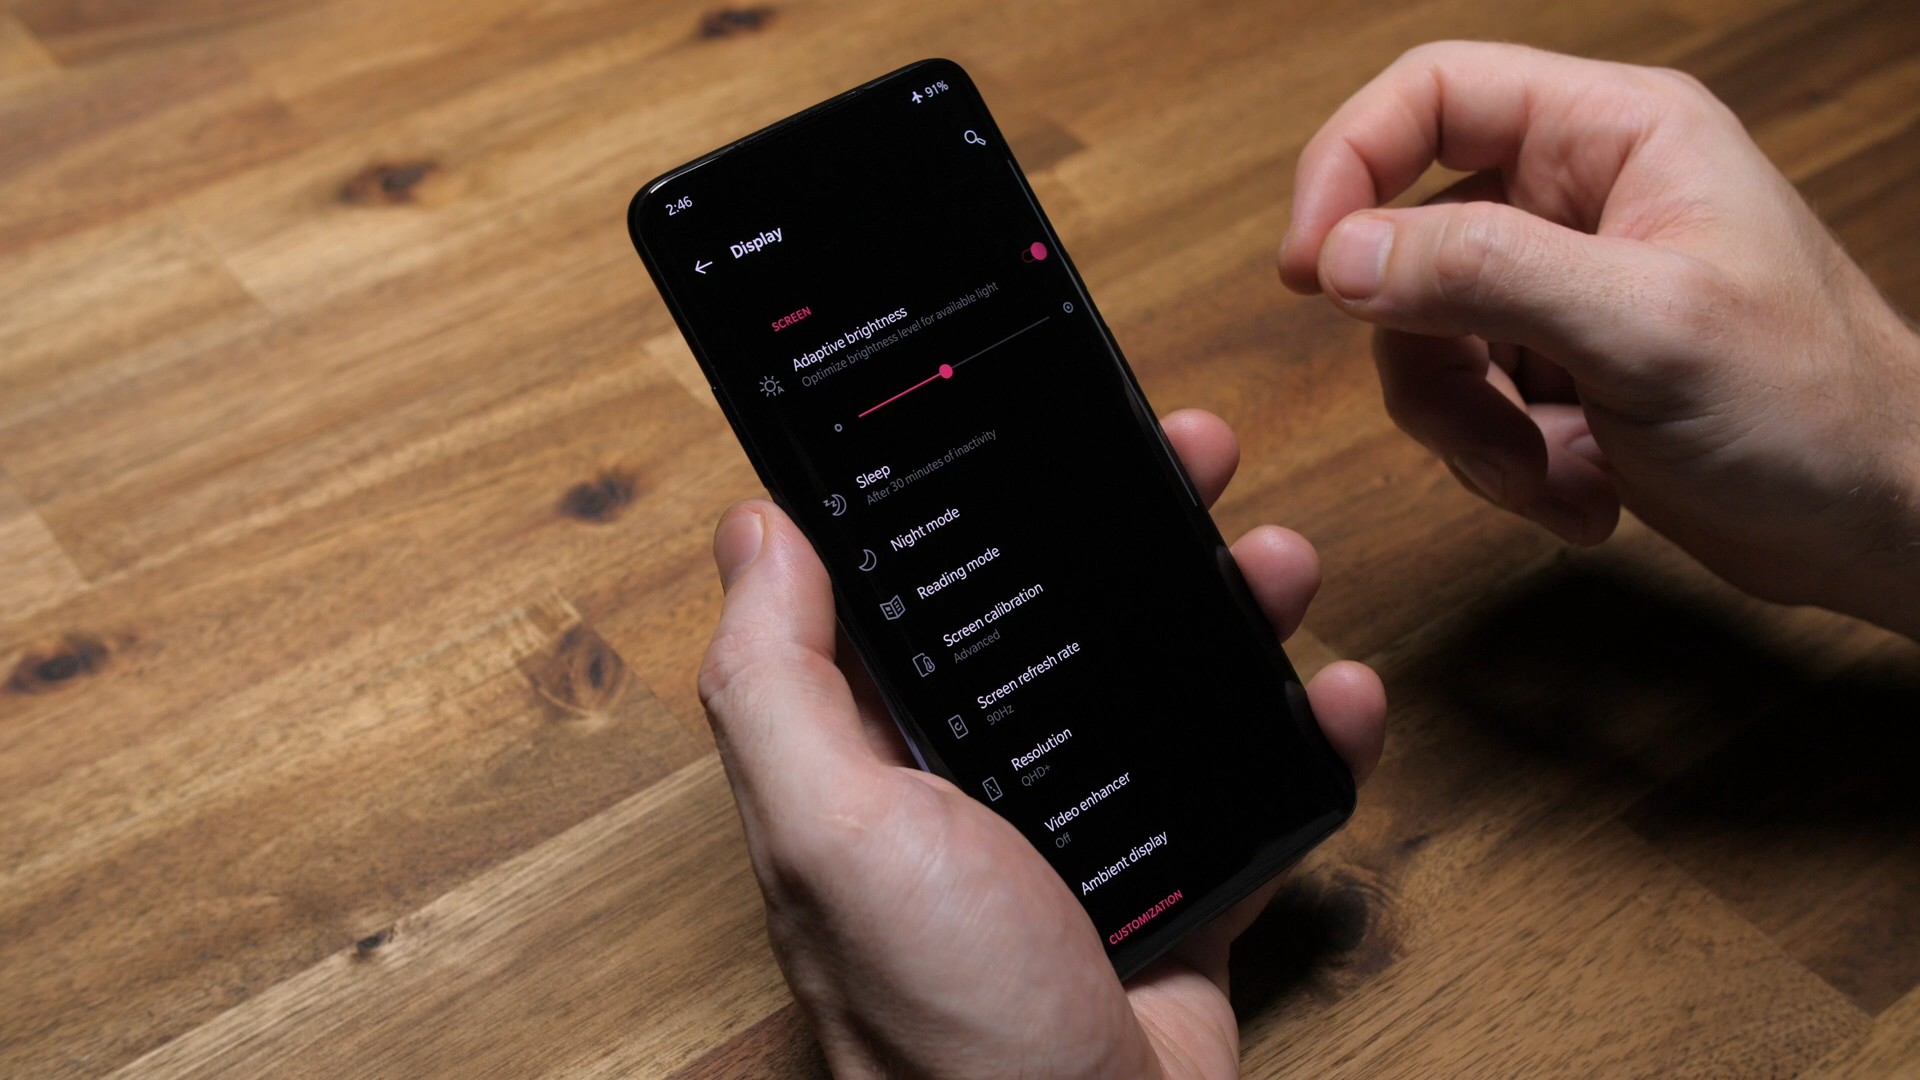 2:46
91%
Display
SCREEN
Adaptive brightness
Optimize brightness level for available light
Sleep
After 30 minutes of inactivity
Night mode
Reading mode
Screen calibration
Advanced
Screen refresh rate
90Hz
Resolution
QHD+
Video enhancer
Off
Ambient display
CUSTOMIZATION